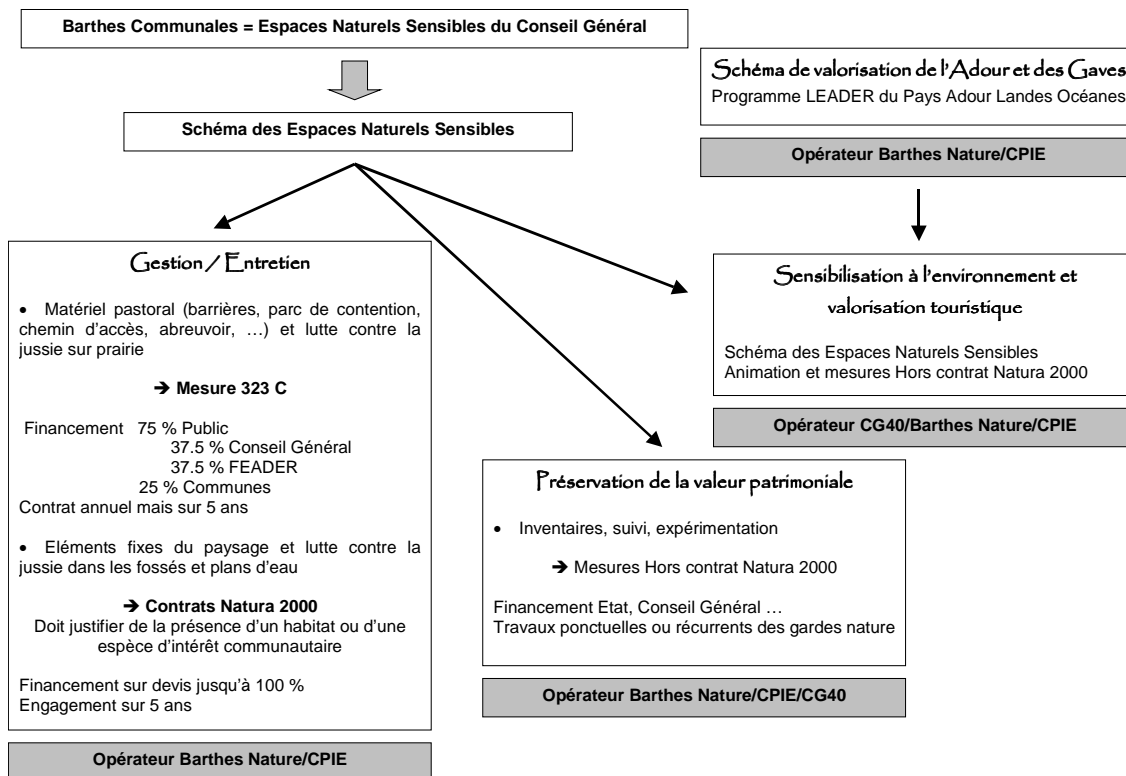 Barthes Communales = Espaces Naturels Sensibles du Conseil Général
Schéma des Espaces Naturels Sensibles
Schéma de valorisation de l'Adour et des Gaves
Programme LEADER du Pays Adour Landes Océanes
Opérateur Barthes Nature/CPIE
Gestion / Entretien
• Matériel pastoral (barrières, parc de contention,
chemin d'accès, abreuvoir, …) et lutte contre la
jussie sur prairie
➔ Mesure 323 C
Financement 75 % Public
37.5 % Conseil Général
37.5 % FEADER
25 % Communes
Contrat annuel mais sur 5 ans
• Eléments fixes du paysage et lutte contre la
jussie dans les fossés et plans d'eau
➔ Contrats Natura 2000
Doit justifier de la présence d'un habitat ou d'une
espèce d'intérêt communautaire
Financement sur devis jusqu'à 100 %
Engagement sur 5 ans
Opérateur Barthes Nature/CPIE
Sensibilisation à l'environnement et
valorisation touristique
Schéma des Espaces Naturels Sensibles
Animation et mesures Hors contrat Natura 2000
Opérateur CG40/Barthes Nature/CPIE
Préservation de la valeur patrimoniale
• Inventaires, suivi, expérimentation
➔ Mesures Hors contrat Natura 2000
Financement Etat, Conseil Général …
Travaux ponctuelles ou récurrents des gardes nature
Opérateur Barthes Nature/CPIE/CG40